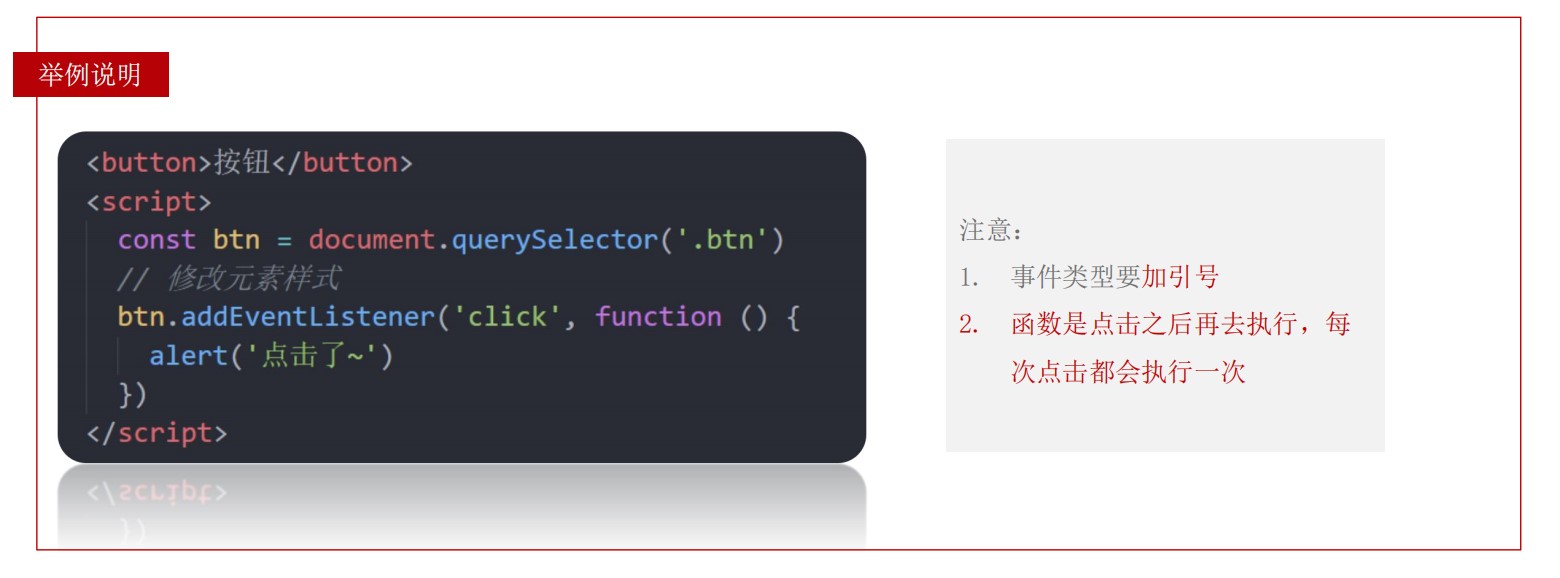 举例说明
<button>按钮</button>
<script>
const btn = document.querySelector('.btn')
// 修改元素样式
btn.addEventListener('click', function () {
alert('点击了~')
})
</script>
注意：
1. 事件类型要加引号
2. 函数是点击之后再去执行，每
次点击都会执行一次